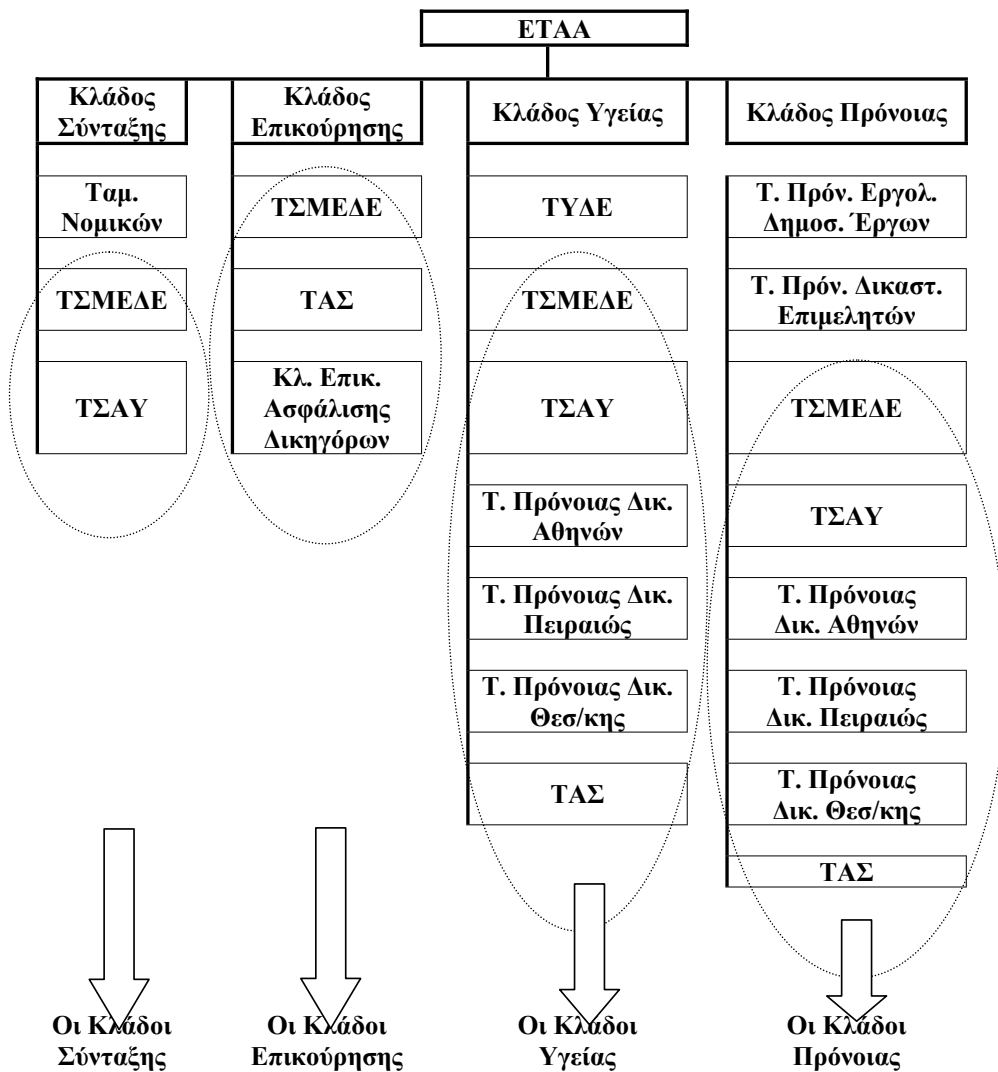 ΕΤΑΑ
Κλάδος
Σύνταξης
Κλάδος
Επικούρησης
Κλάδος Υγείας
Κλάδος Πρόνοιας
Ταμ.
Νομικών
ΤΣΜΕΔΕ
ΤΣΑΥ
ΤΣΜΕΔΕ
ΤΑΣ
Κλ. Επικ.
Ασφάλισης
Δικηγόρων
ΤΥΔΕ
ΤΣΜΕΔΕ
ΤΣΑΥ
Τ. Πρόνοιας Δικ.
Αθηνών
Τ. Πρόνοιας Δικ.
Πειραιώς
Τ. Πρόνοιας Δικ.
Θεσ/κης
ΤΑΣ
Τ. Πρόν. Εργολ.
Δημοσ. Έργων
Τ. Πρόν. Δικαστ.
Επιμελητών
ΤΣΜΕΔΕ
ΤΣΑΥ
Τ. Πρόνοιας
Δικ. Αθηνών
Τ. Πρόνοιας
Δικ. Πειραιώς
Τ. Πρόνοιας
Δικ. Θεσ/κης
ΤΑΣ
Οι Κλάδοι
Σύνταξης
Οι Κλάδοι
Επικούρησης
Οι Κλάδοι
Υγείας
Οι Κλάδοι
Πρόνοιας